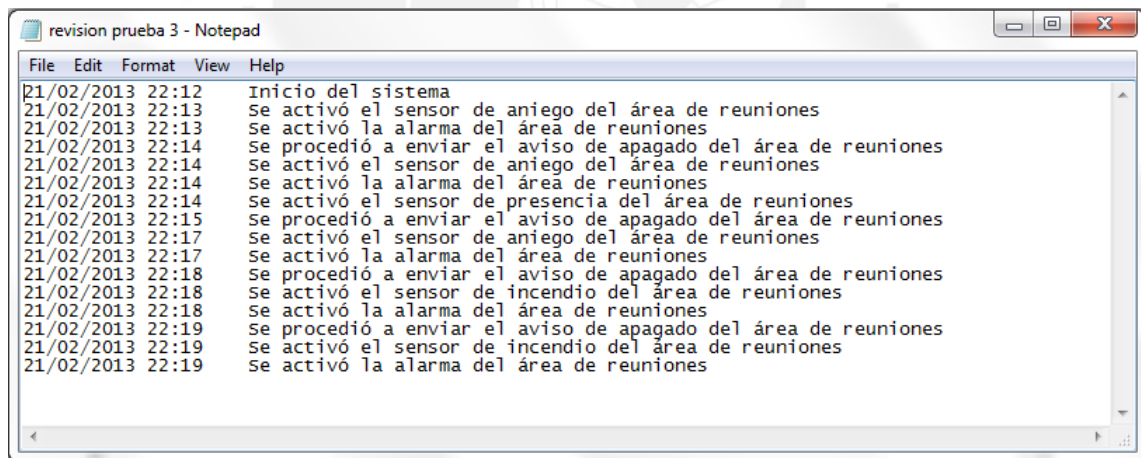 revision prueba 3 - Notepad
File Edit Format View Help
21/02/2013 22:12 Inicio del sistema
21/02/2013 22:13 Se activó el sensor de aniego del área de reuniones
21/02/2013 22:13 Se activó la alarma del área de reuniones
21/02/2013 22:14 Se procedió a enviar el aviso de apagado del área de reuniones
21/02/2013 22:14 Se activó el sensor de aniego del área de reuniones
21/02/2013 22:14 Se activó la alarma del área de reuniones
21/02/2013 22:14 Se activó el sensor de presencia del área de reuniones
21/02/2013 22:15 Se procedió a enviar el aviso de apagado del área de reuniones
21/02/2013 22:17 Se activó el sensor de aniego del área de reuniones
21/02/2013 22:17 Se activó la alarma del área de reuniones
21/02/2013 22:18 Se procedió a enviar el aviso de apagado del área de reuniones
21/02/2013 22:18 Se activó el sensor de incendio del área de reuniones
21/02/2013 22:18 Se activó la alarma del área de reuniones
21/02/2013 22:19 Se procedió a enviar el aviso de apagado del área de reuniones
21/02/2013 22:19 Se activó el sensor de incendio del área de reuniones
21/02/2013 22:19 Se activó la alarma del área de reuniones